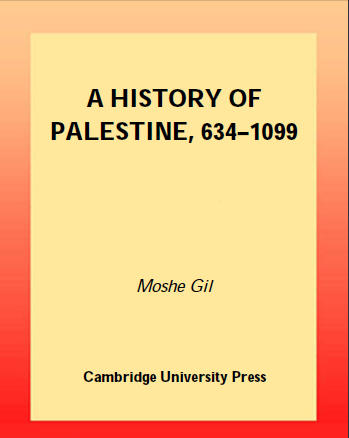 A HISTORY OF
PALESTINE, 634–1099
Moshe Gil
Cambridge University Press